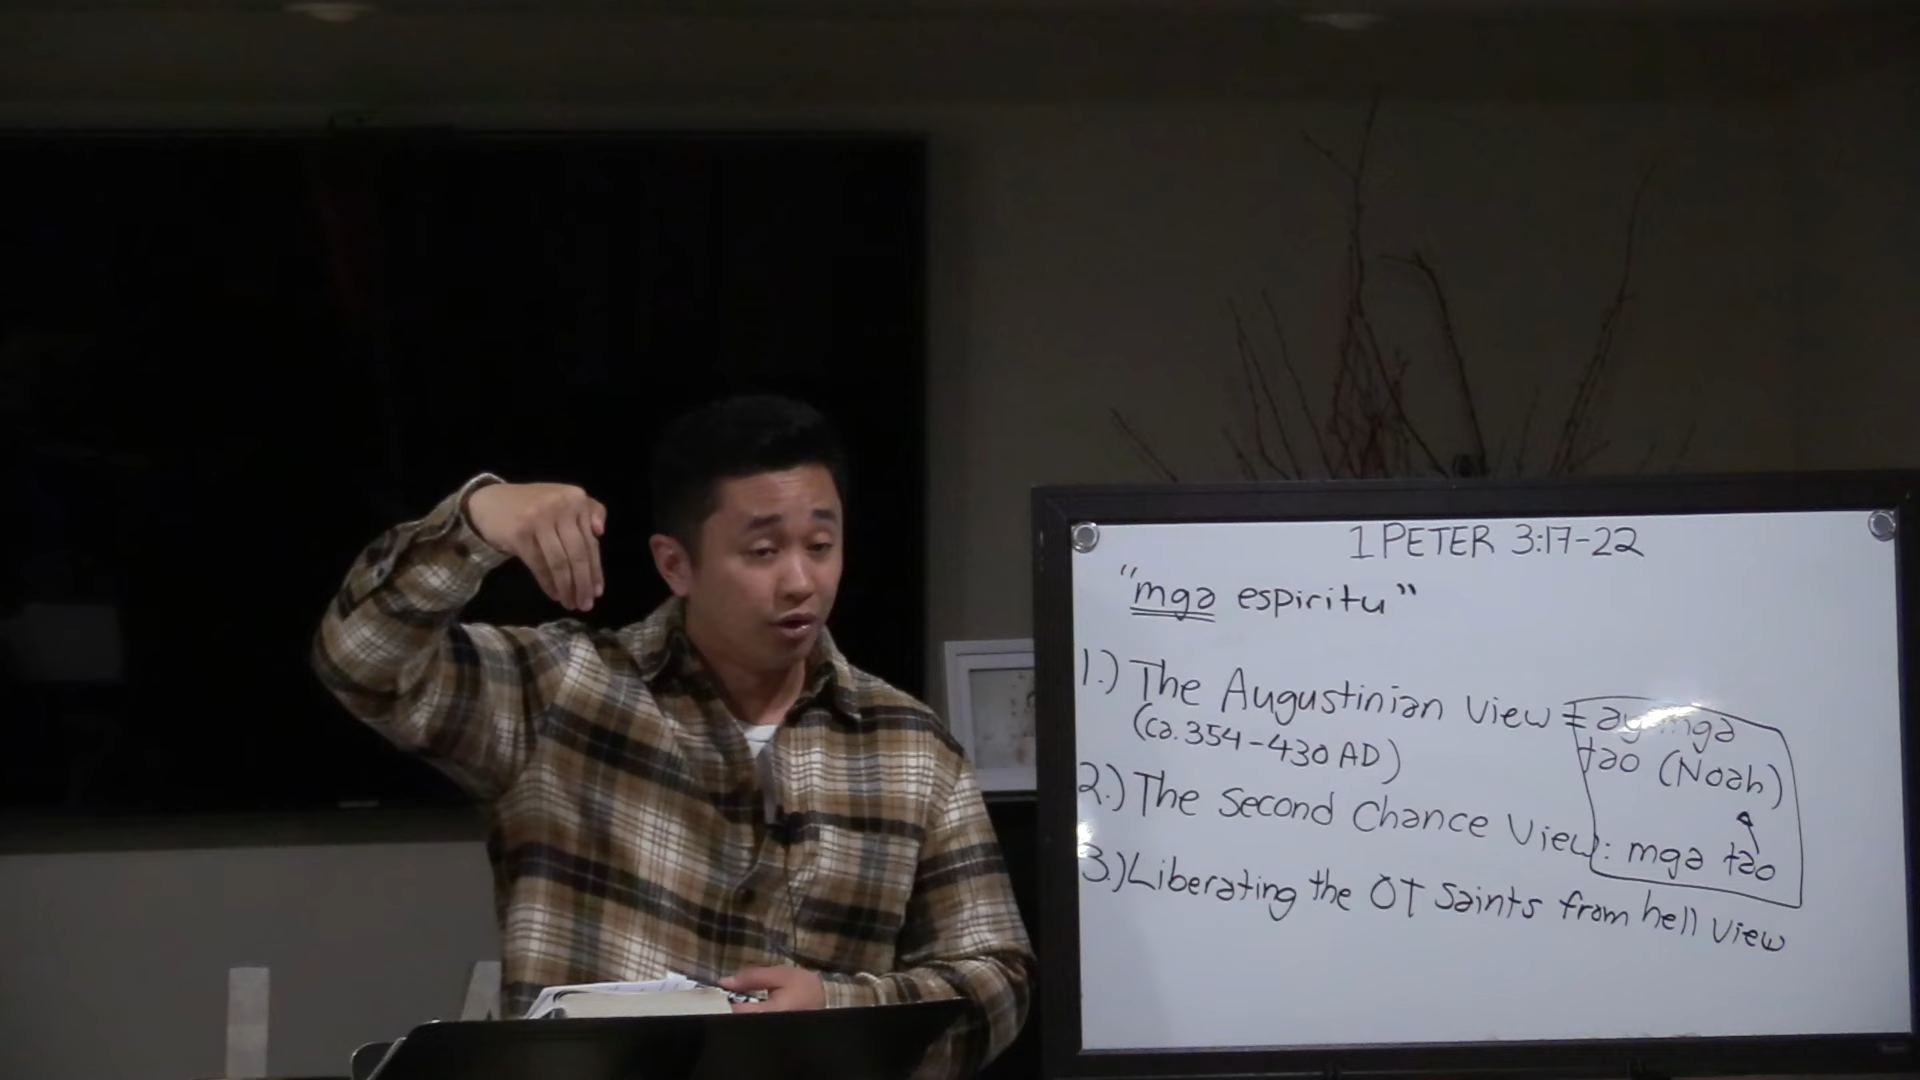 1 PETER 3:17-22
"mga espiritu"
1.) The Augustinian View = ay mga
tao (Noah)
(ca. 354-430 AD)
2.) The Second Chance View: mga tao
3.) Liberating the OT Saints from hell View